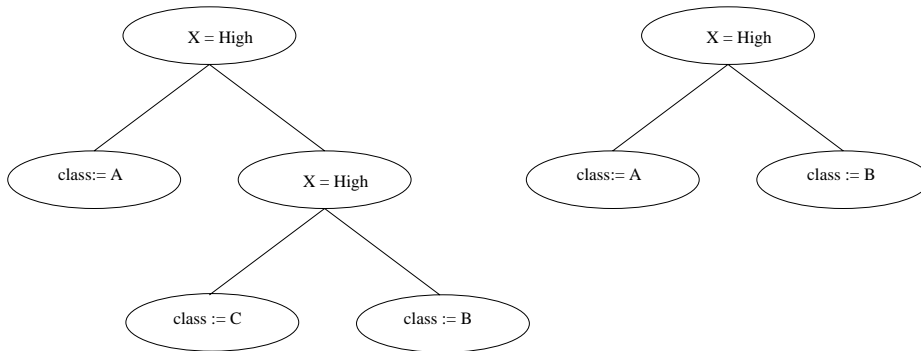 X = High
X = High
class:= A
X = High
class:= A
class := B
class := C
class := B